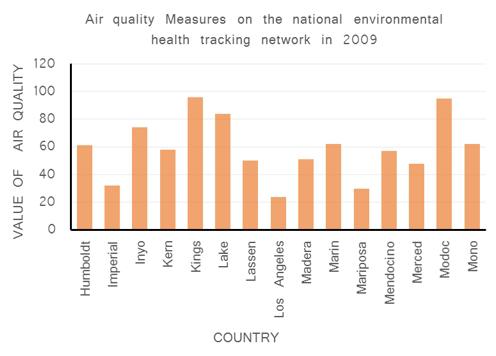 Air quality Measures on the national environmental
health tracking network in 2009
VALUE OF AIR QUALITY
120
100
80
60
40
20
0
Humboldt
Imperial
Inyo
Kern
Kings
Lake
Lassen
Los Angeles
Madera
Marin
Mariposa
Mendocino
Merced
Modoc
Mono
COUNTRY